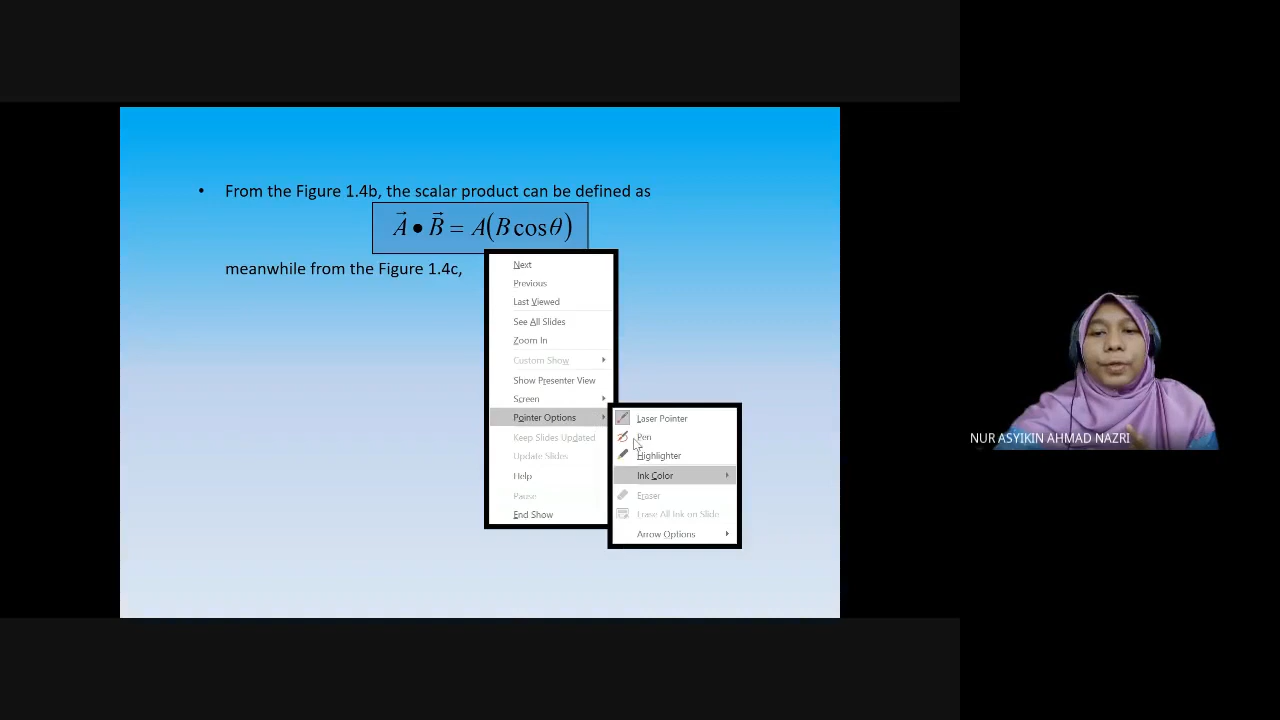 • From the Figure 1.4b, the scalar product can be defined as
A⃗ • B⃗ = A(B cos θ)
meanwhile from the Figure 1.4c,
Next
Previous
Last Viewed
See All Slides
Zoom In
Custom Show
Show Presenter View
Screen
Pointer Options
Keep Slides Updated
Update Slides
Help
Pause
End Show
Laser Pointer
Pen
Highlighter
Ink Color
Eraser
Erase All Ink on Slide
Arrow Options
NUR ASYIKIN AHMAD NAZRI